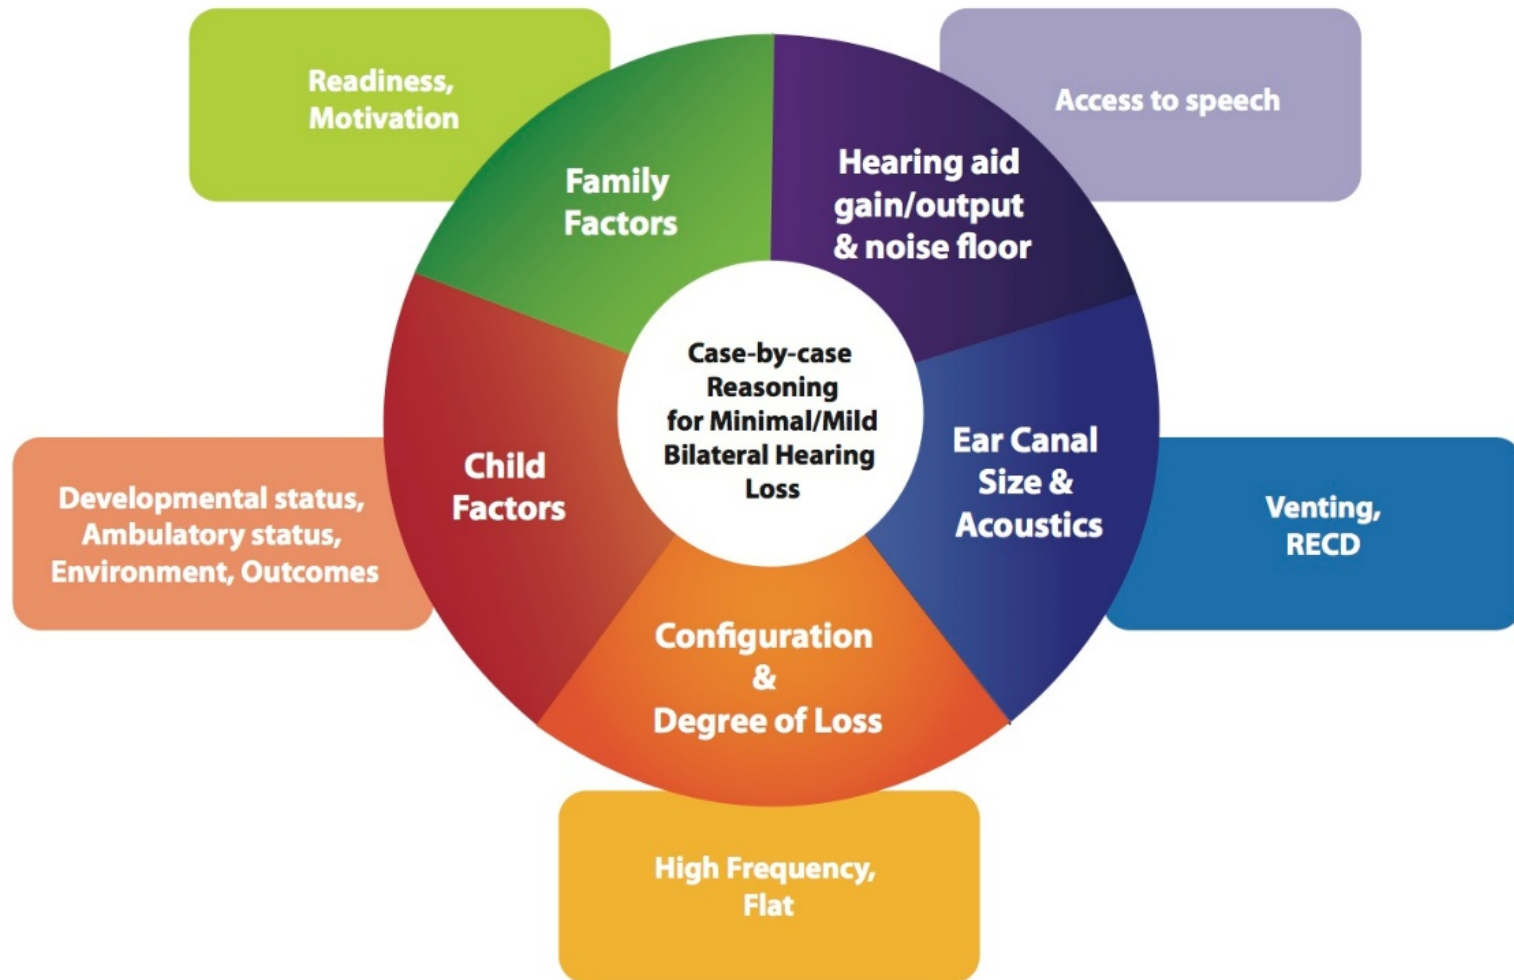 Readiness,
Motivation
Access to speech
Family
Factors
Hearing aid
gain/output
& noise floor
Case-by-case
Reasoning
for Minimal/Mild
Bilateral Hearing
Loss
Child
Factors
Ear Canal
Size &
Acoustics
Developmental status,
Ambulatory status,
Environment, Outcomes
Venting,
RECD
Configuration
&
Degree of Loss
High Frequency,
Flat